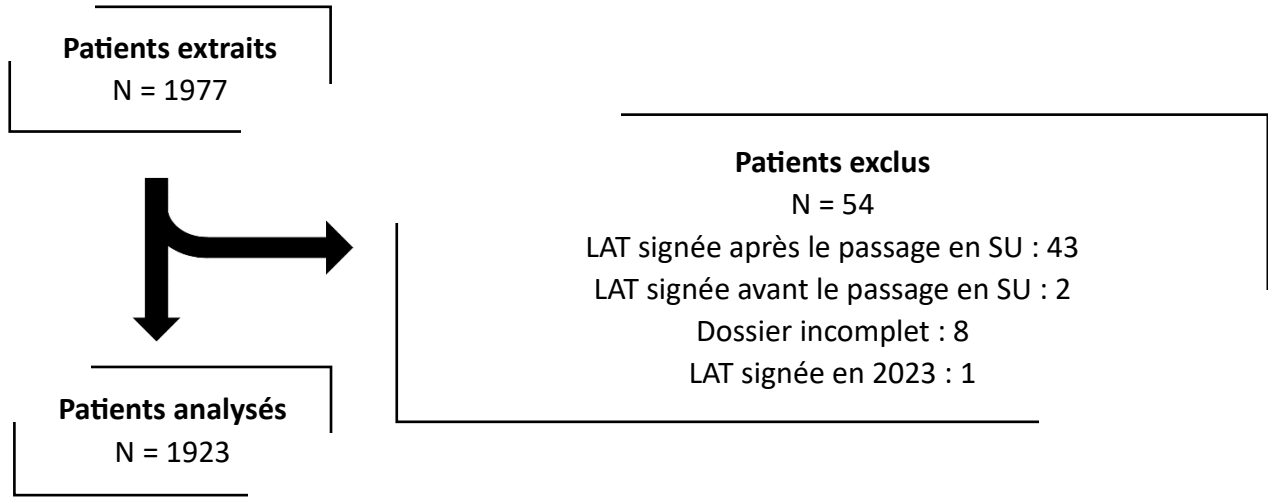 Patients extraits
N = 1977
Patients exclus
N = 54
LAT signée après le passage en SU : 43
LAT signée avant le passage en SU : 2
Dossier incomplet : 8
LAT signée en 2023 : 1
Patients analysés
N = 1923